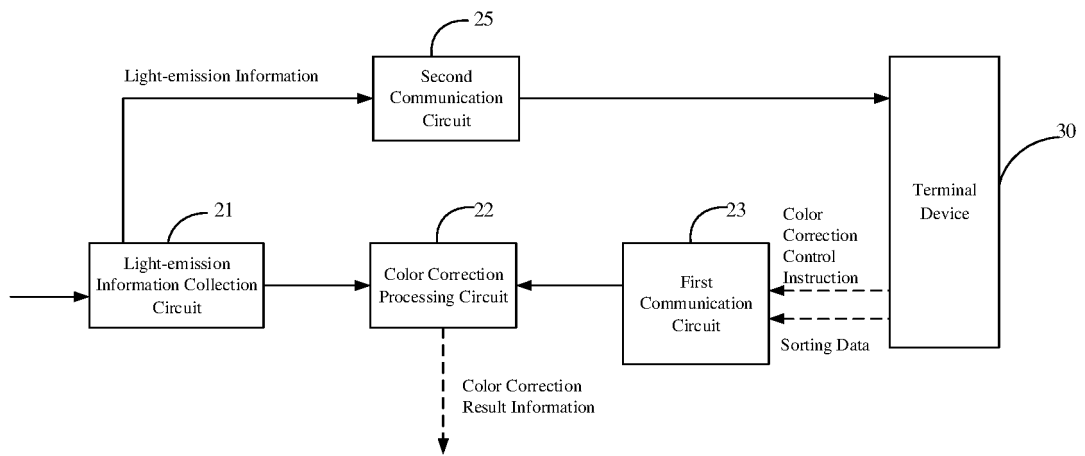 25
Light-emission Information
Second
Communication
Circuit
30
Terminal
Device
21
22
23
Color
Correction
Control
Instruction
Light-emission
Information Collection
Circuit
Color Correction
Processing Circuit
First
Communication
Circuit
Sorting Data
Color Correction
Result Information